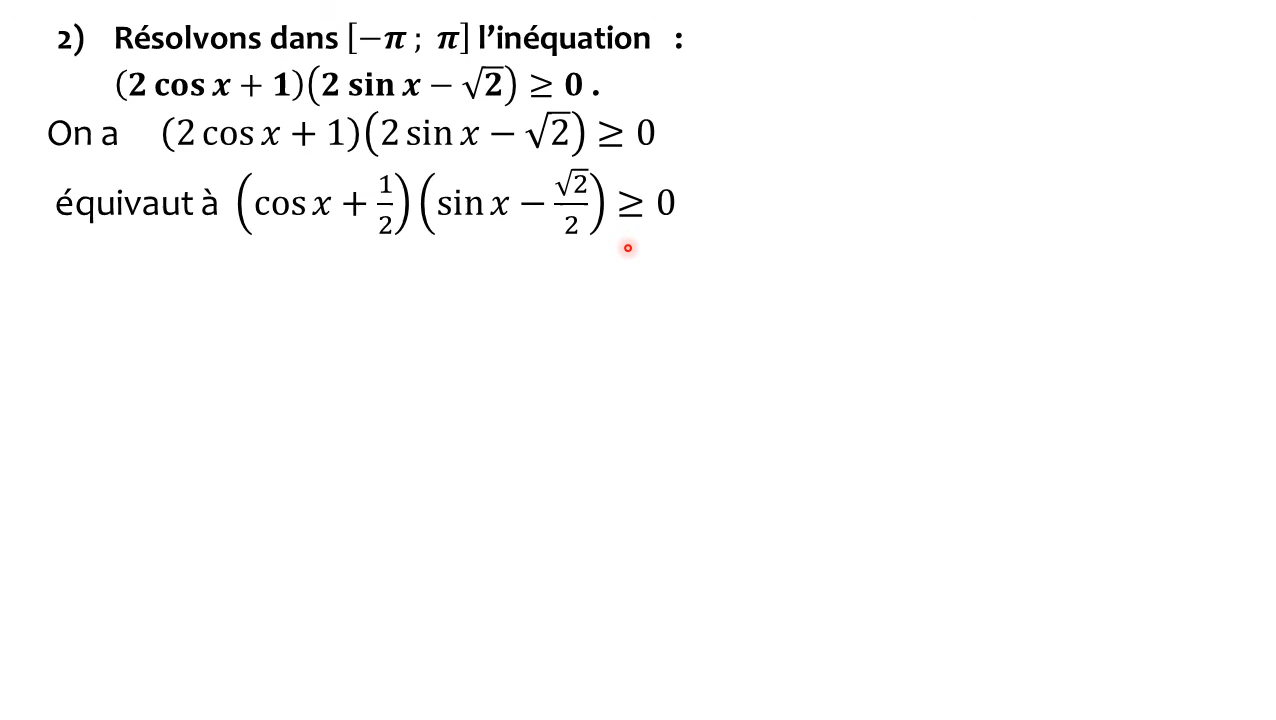 2) Résolvons dans [−π ; π] l’inéquation :
(2 cos x + 1)(2 sin x − √2) ≥ 0 .
On a (2 cos x + 1)(2 sin x − √2) ≥ 0
équivaut à (cos x + 1/2)(sin x − √2/2) ≥ 0